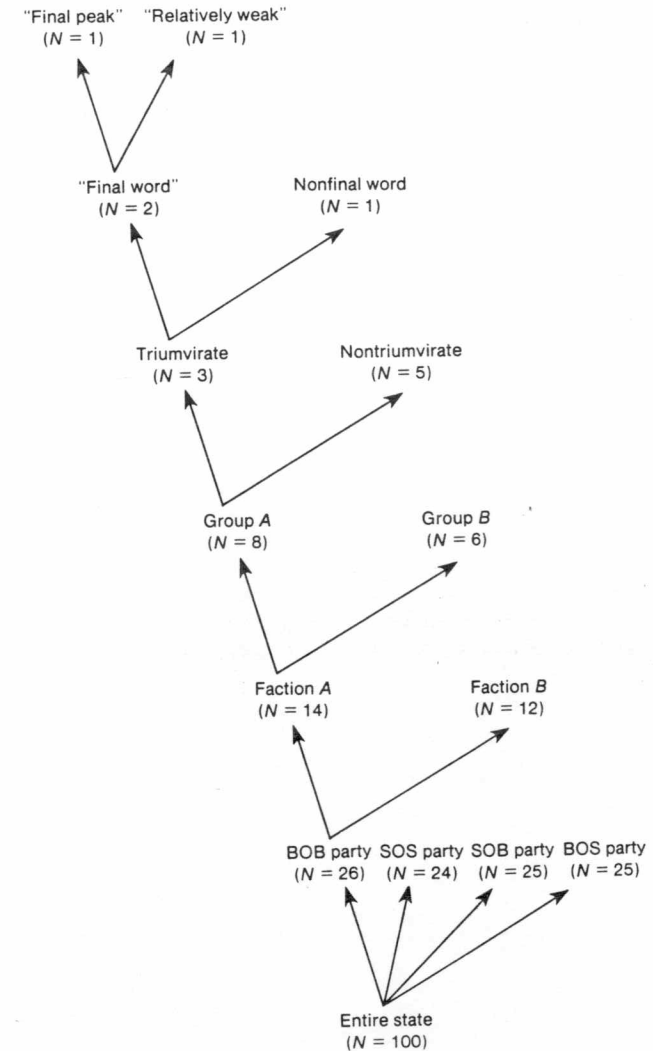 "Final peak" "Relatively weak"
(N = 1) (N = 1)
"Final word" Nonfinal word
(N = 2) (N = 1)
Triumvirate Nontriumvirate
(N = 3) (N = 5)
Group A Group B
(N = 8) (N = 6)
Faction A Faction B
(N = 14) (N = 12)
BOB party SOS party SOB party BOS party
(N = 26) (N = 24) (N = 25) (N = 25)
Entire state
(N = 100)